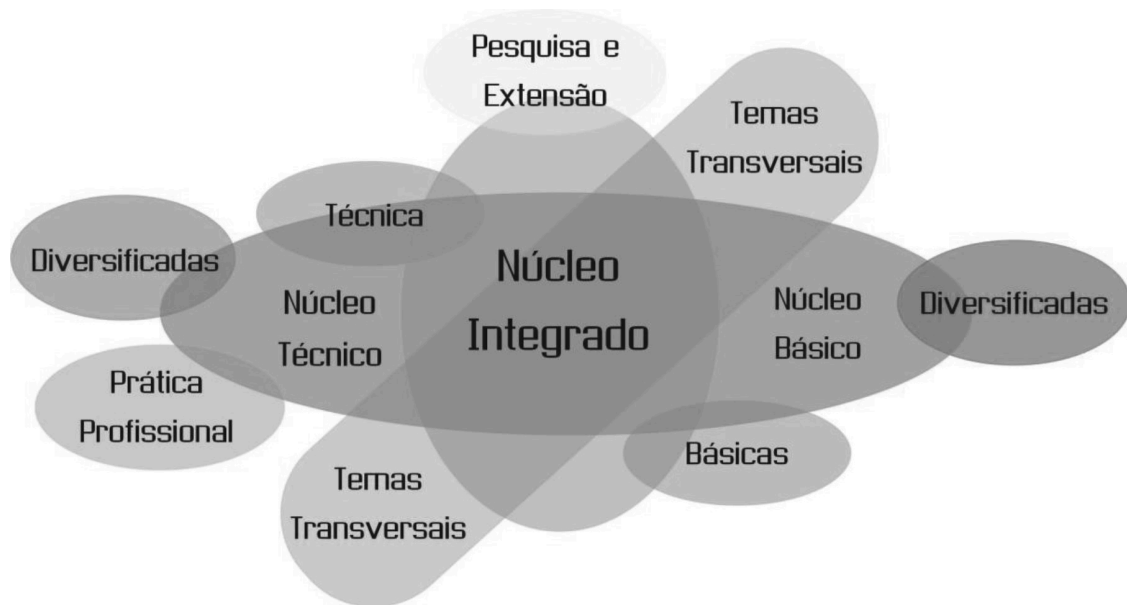 Pesquisa e
Extensão
Temas
Transversais
Técnica
Diversificadas
Núcleo
Integrado
Núcleo
Técnico
Núcleo
Básico
Diversificadas
Prática
Profissional
Básicas
Temas
Transversais